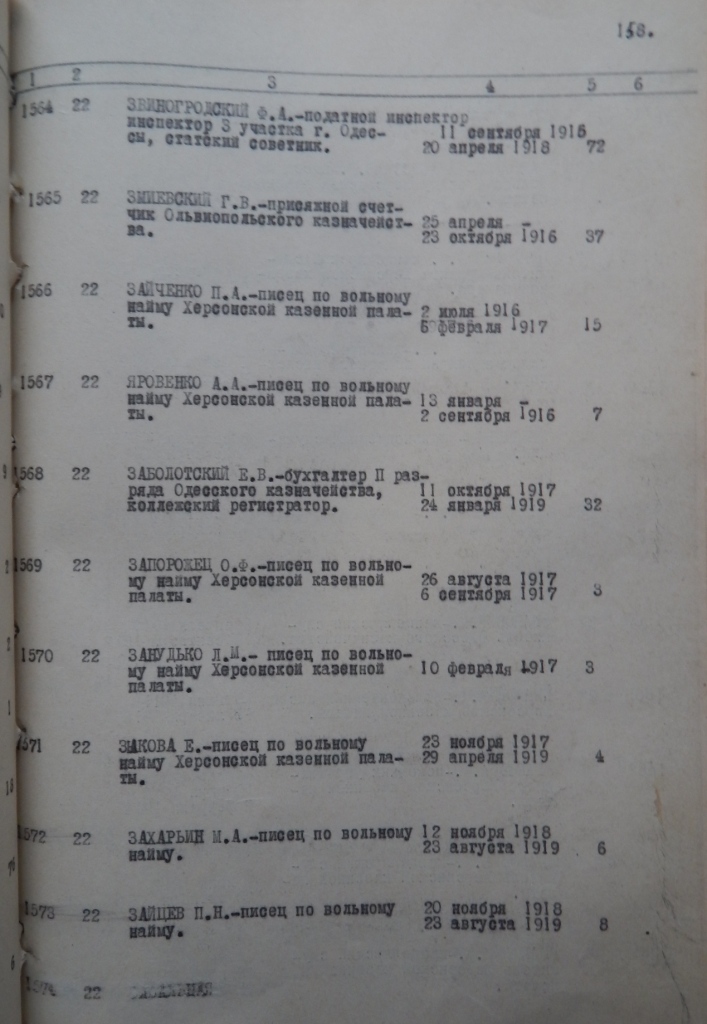 158.
1 2 3 4 5 6
1564 22 ЗВИНОГРОДСКИЙ Ф.А.-податной инспектор
инспектор 3 участка г. Одес- 11 сентября 1915
сы, статский советник. 20 апреля 1918 72
1565 22 ЗМИЕВСКИЙ Г.В.-присяжной счет-
чик Ольвиопольского казначейст- 25 апреля -
ва. 23 октября 1916 37
1566 22 ЗАЙЧЕНКО П.А.-писец по вольному
найму Херсонской казенной пала- 2 июля 1916
ты. 5 февраля 1917 15
1567 22 ЯРОВЕНКО А.А.-писец по вольному
найму Херсонской казенной пала- 13 января -
ты. 2 сентября 1916 7
1568 22 ЗАБОЛОТСКИЙ Е.В.-бухгалтер П раз-
ряда Одесского казначейства, 11 октября 1917
коллежский регистратор. 24 января 1919 32
1569 22 ЗАПОРОЖЕЦ О.Ф.-писец по вольно-
му найму Херсонской казенной 26 августа 1917
палаты. 6 сентября 1917 3
1570 22 ЗАНУДЬКО Л.М.- писец по вольно-
му найму Херсонской казенной 10 февраля 1917 3
палаты.
1571 22 ЗЫКОВА Е.-писец по вольному 23 ноября 1917
найму Херсонской казенной пала- 29 апреля 1919 4
ты.
1572 22 ЗАХАРЬИН М.А.-писец по вольному 12 ноября 1918
найму. 23 августа 1919 6
1573 22 ЗАЙЦЕВ П.Н.-писец по вольному 20 ноября 1918
найму. 23 августа 1919 8
1574 22